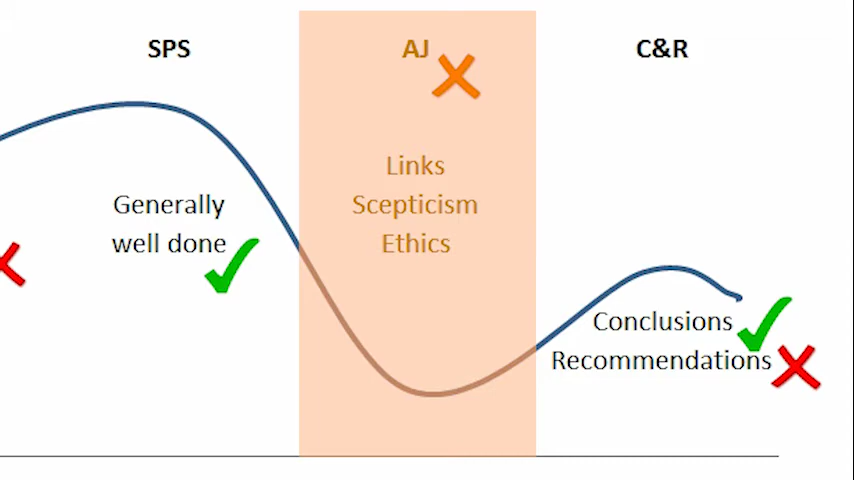 SPS
AJ
C&R
Links
Scepticism
Ethics
Generally
well done
Conclusions
Recommendations